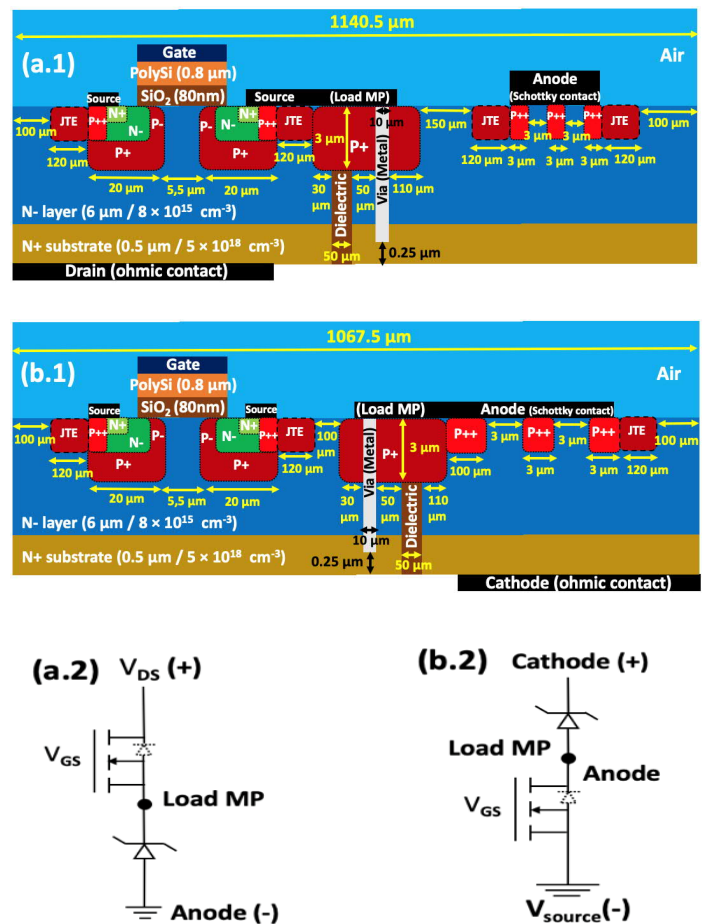 1140.5 μm
(a.1)
Air
Gate
PolySi (0.8 μm)
SiO2 (80nm)
Source
Source
(Load MP)
Anode
(Schottky contact)
JTE
P++
N+
N-
P-
P+
P-
N+
N-
P++
P+
JTE
3 μm
P+
10 μm
150 μm
JTE
P++
P++
P++
JTE
3 μm
3 μm
100 μm
100 μm
120 μm
120 μm
120 μm
3 μm
3 μm
3 μm
120 μm
20 μm
5,5 μm
20 μm
30 μm
Dielectric
50 μm
Via (Metal)
110 μm
N- layer (6 μm / 8 × 10^15 cm-3)
N+ substrate (0.5 μm / 5 × 10^18 cm-3)
50 μm
0.25 μm
Drain (ohmic contact)
1067.5 μm
(b.1)
Air
Gate
PolySi (0.8 μm)
SiO2 (80nm)
Source
Source
(Load MP)
Anode (Schottky contact)
JTE
P++
N+
N-
P-
P+
P-
N+
N-
P++
P+
JTE
100 μm
Via (Metal)
P+
3 μm
P++
3 μm
P++
3 μm
P++
JTE
100 μm
100 μm
120 μm
120 μm
100 μm
3 μm
3 μm
120 μm
20 μm
5,5 μm
20 μm
30 μm
50 μm
110 μm
Dielectric
N- layer (6 μm / 8 × 10^15 cm-3)
10 μm
N+ substrate (0.5 μm / 5 × 10^18 cm-3)
0.25 μm
50 μm
Cathode (ohmic contact)
(a.2)
VDS (+)
VGS
Load MP
Anode (-)
(b.2)
Cathode (+)
Load MP
Anode
VGS
Vsource(-)